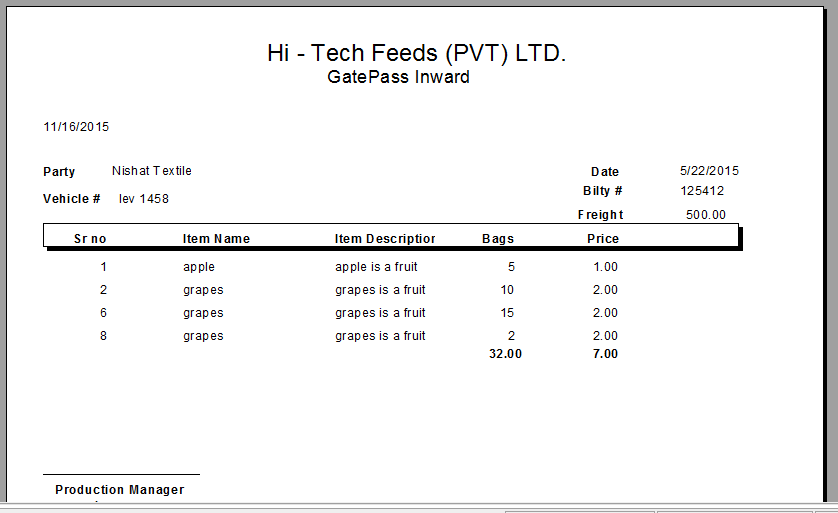 Hi - Tech Feeds (PVT) LTD.
GatePass Inward
11/16/2015
Party Nishat Textile Date 5/22/2015
Vehicle # lev 1458 Bilty # 125412
Freight 500.00
Sr no Item Name Item Description Bags Price
1 apple apple is a fruit 5 1.00
2 grapes grapes is a fruit 10 2.00
6 grapes grapes is a fruit 15 2.00
8 grapes grapes is a fruit 2 2.00
32.00 7.00
Production Manager